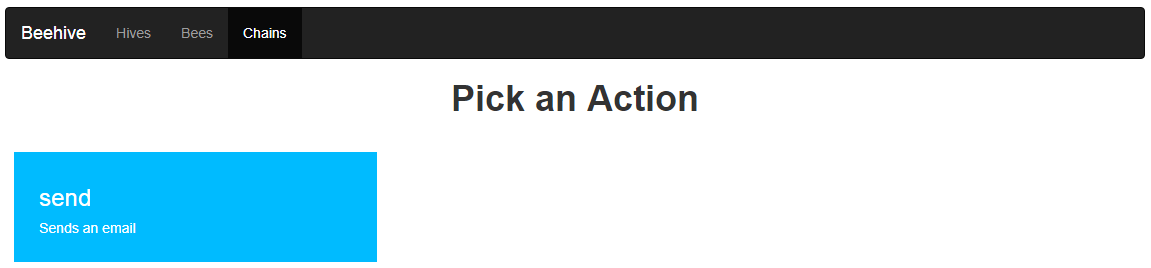 Beehive Hives Bees Chains
Pick an Action
send
Sends an email